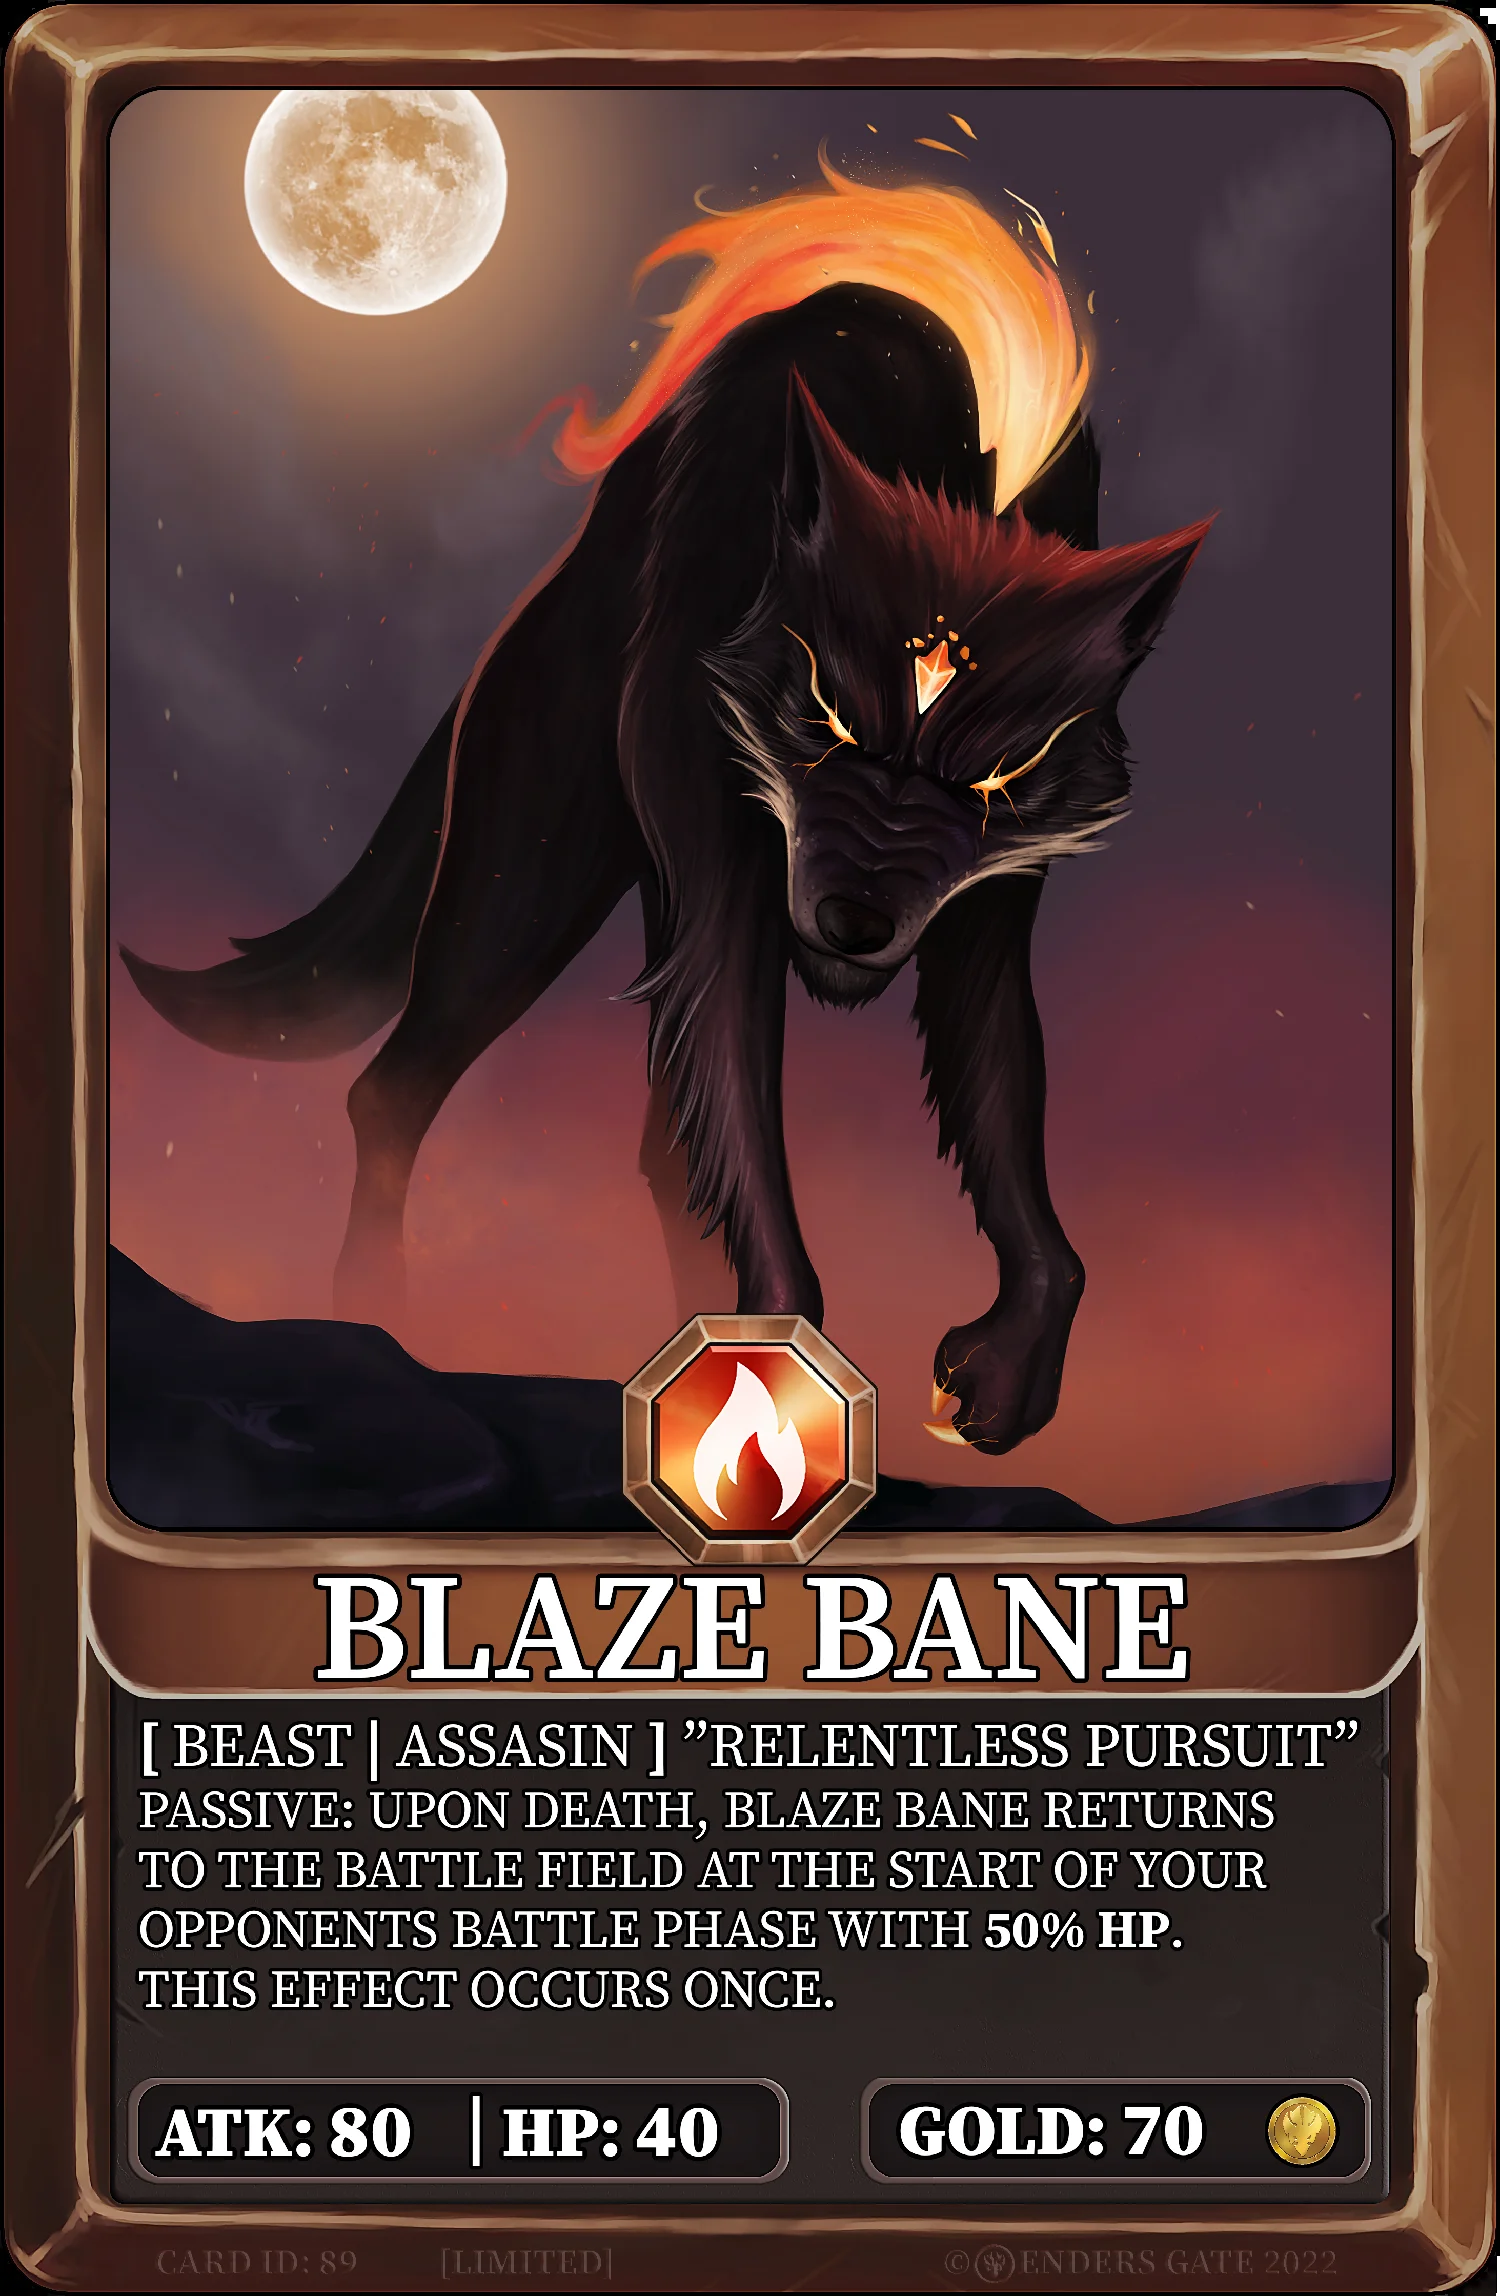 BLAZE BANE
[ BEAST | ASSASIN ] ”RELENTLESS PURSUIT”
PASSIVE: UPON DEATH, BLAZE BANE RETURNS
TO THE BATTLE FIELD AT THE START OF YOUR
OPPONENTS BATTLE PHASE WITH 50% HP.
THIS EFFECT OCCURS ONCE.
ATK: 80 | HP: 40 GOLD: 70
CARD ID: 89 [LIMITED] © ENDERS GATE 2022